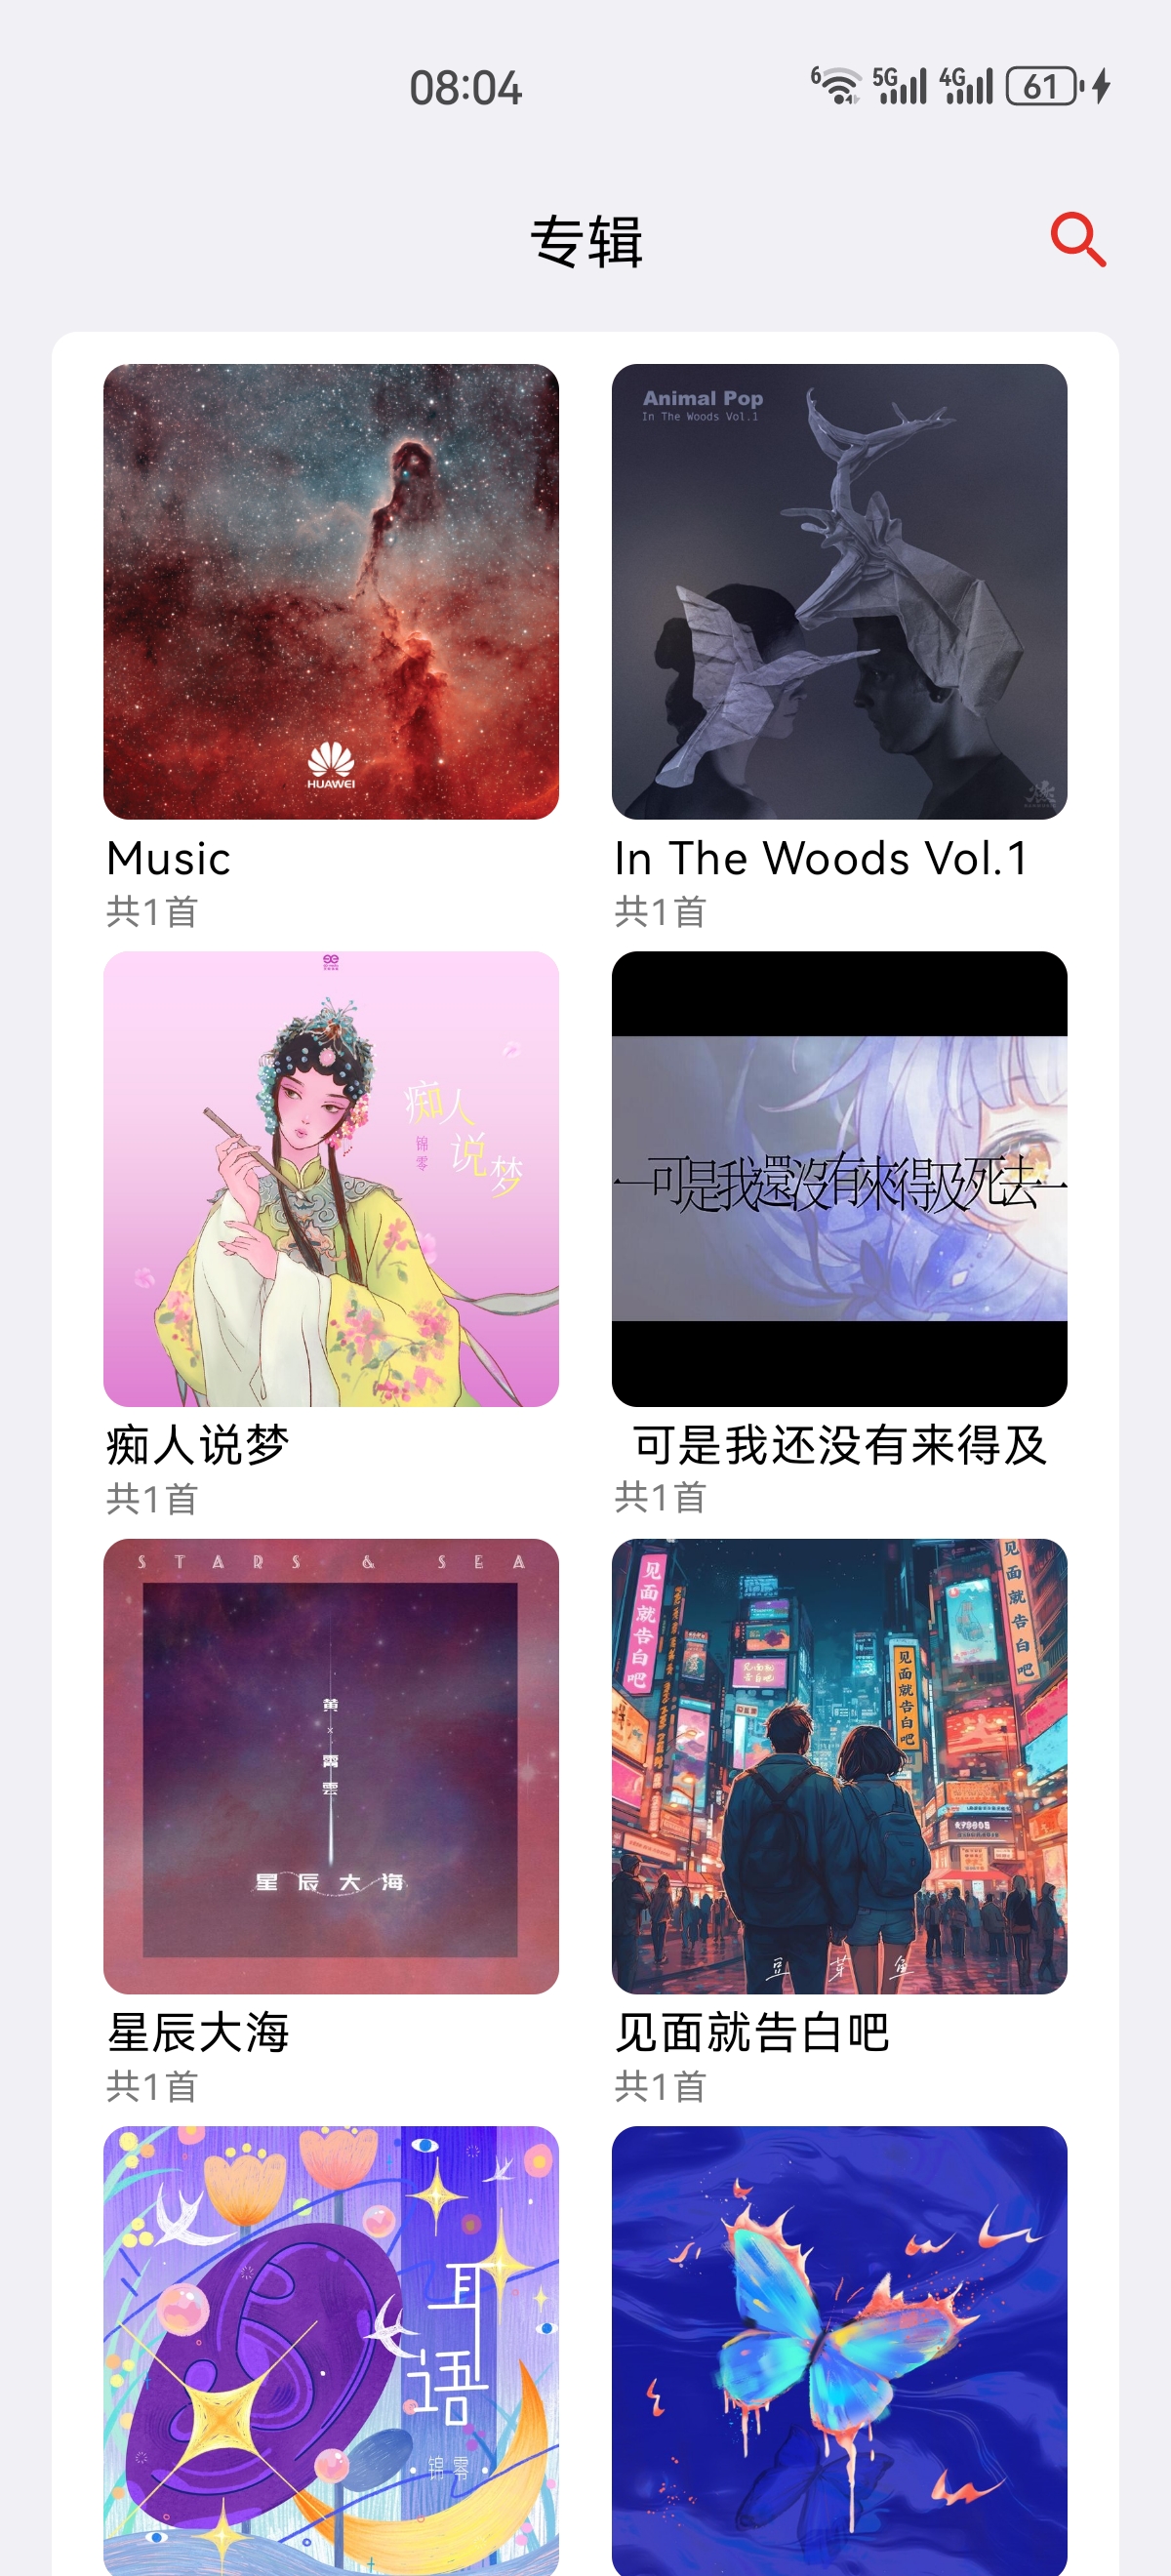 08:04
6
5G
4G
61
专辑
HUAWEI
Animal Pop
In The Woods Vol.1
Music
共1首
In The Woods Vol.1
共1首
痴人
说梦
锦零
一可是我還沒有來得及死去一
痴人说梦
共1首
可是我还没有来得及
共1首
STARS & SEA
黄
×
霄
雲
星辰大海
见面就告白吧
见面就告白吧
见面就告白吧
豆芽鱼
星辰大海
共1首
见面就告白吧
共1首
耳语
锦零